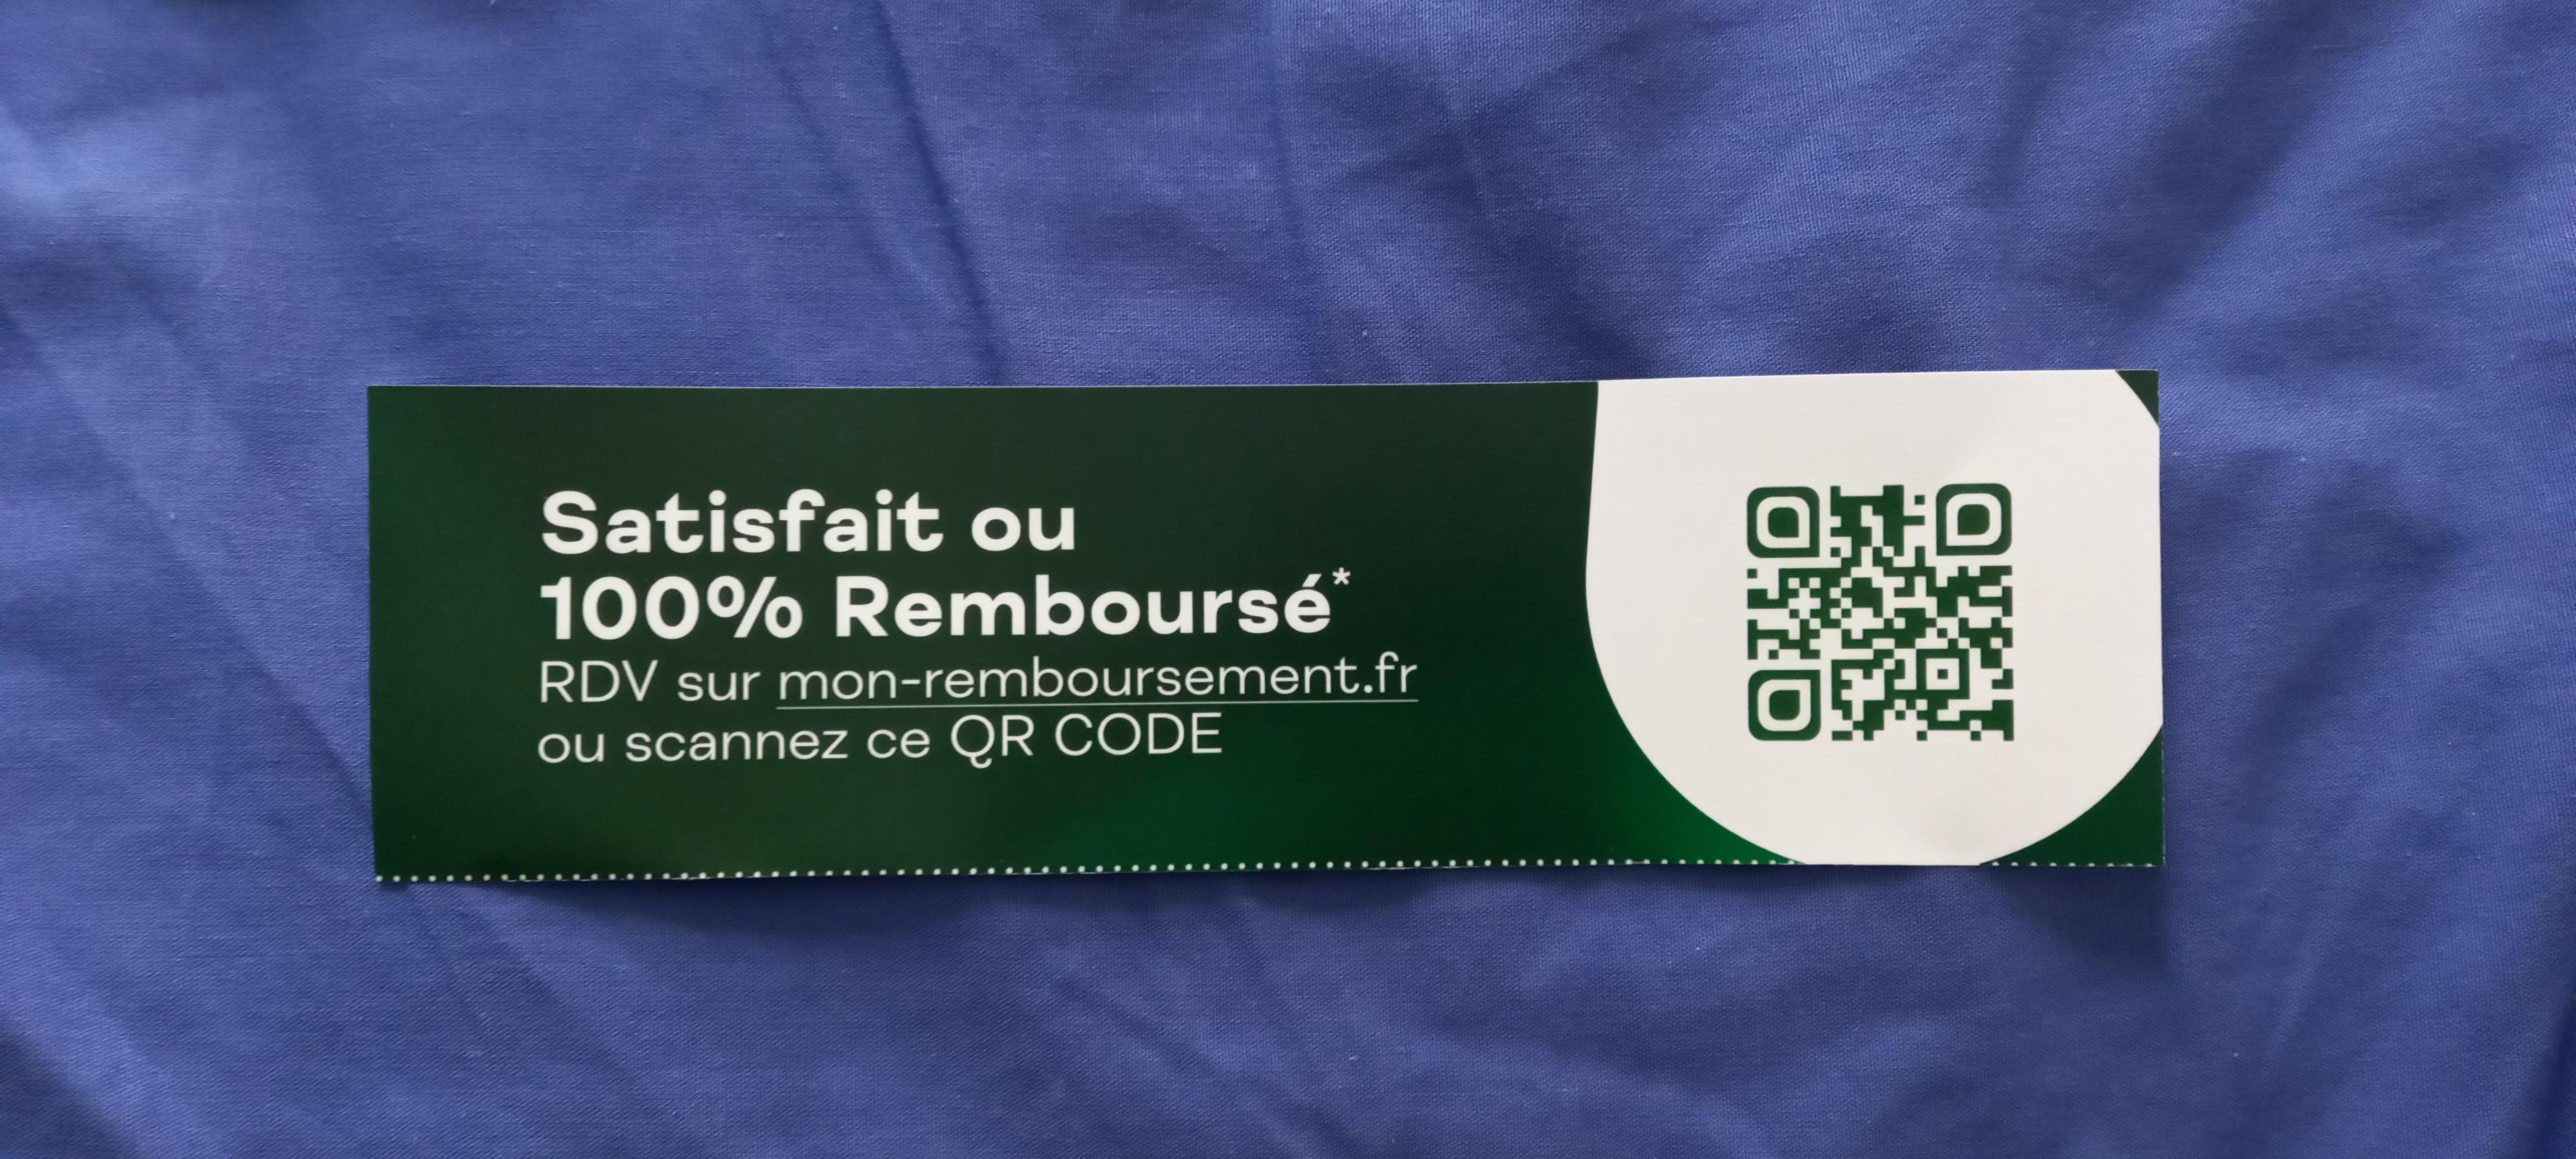 Satisfait ou
100% Remboursé*
RDV sur mon-remboursement.fr
ou scannez ce QR CODE